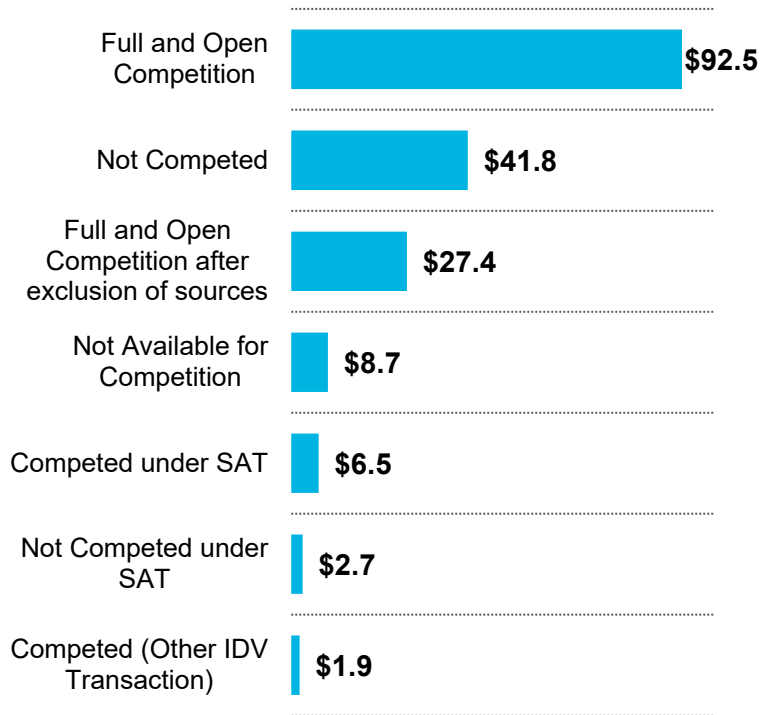 Full and Open
Competition
$92.5
Not Competed
$41.8
Full and Open
Competition after
exclusion of sources
$27.4
Not Available for
Competition
$8.7
Competed under SAT
$6.5
Not Competed under
SAT
$2.7
Competed (Other IDV
Transaction)
$1.9